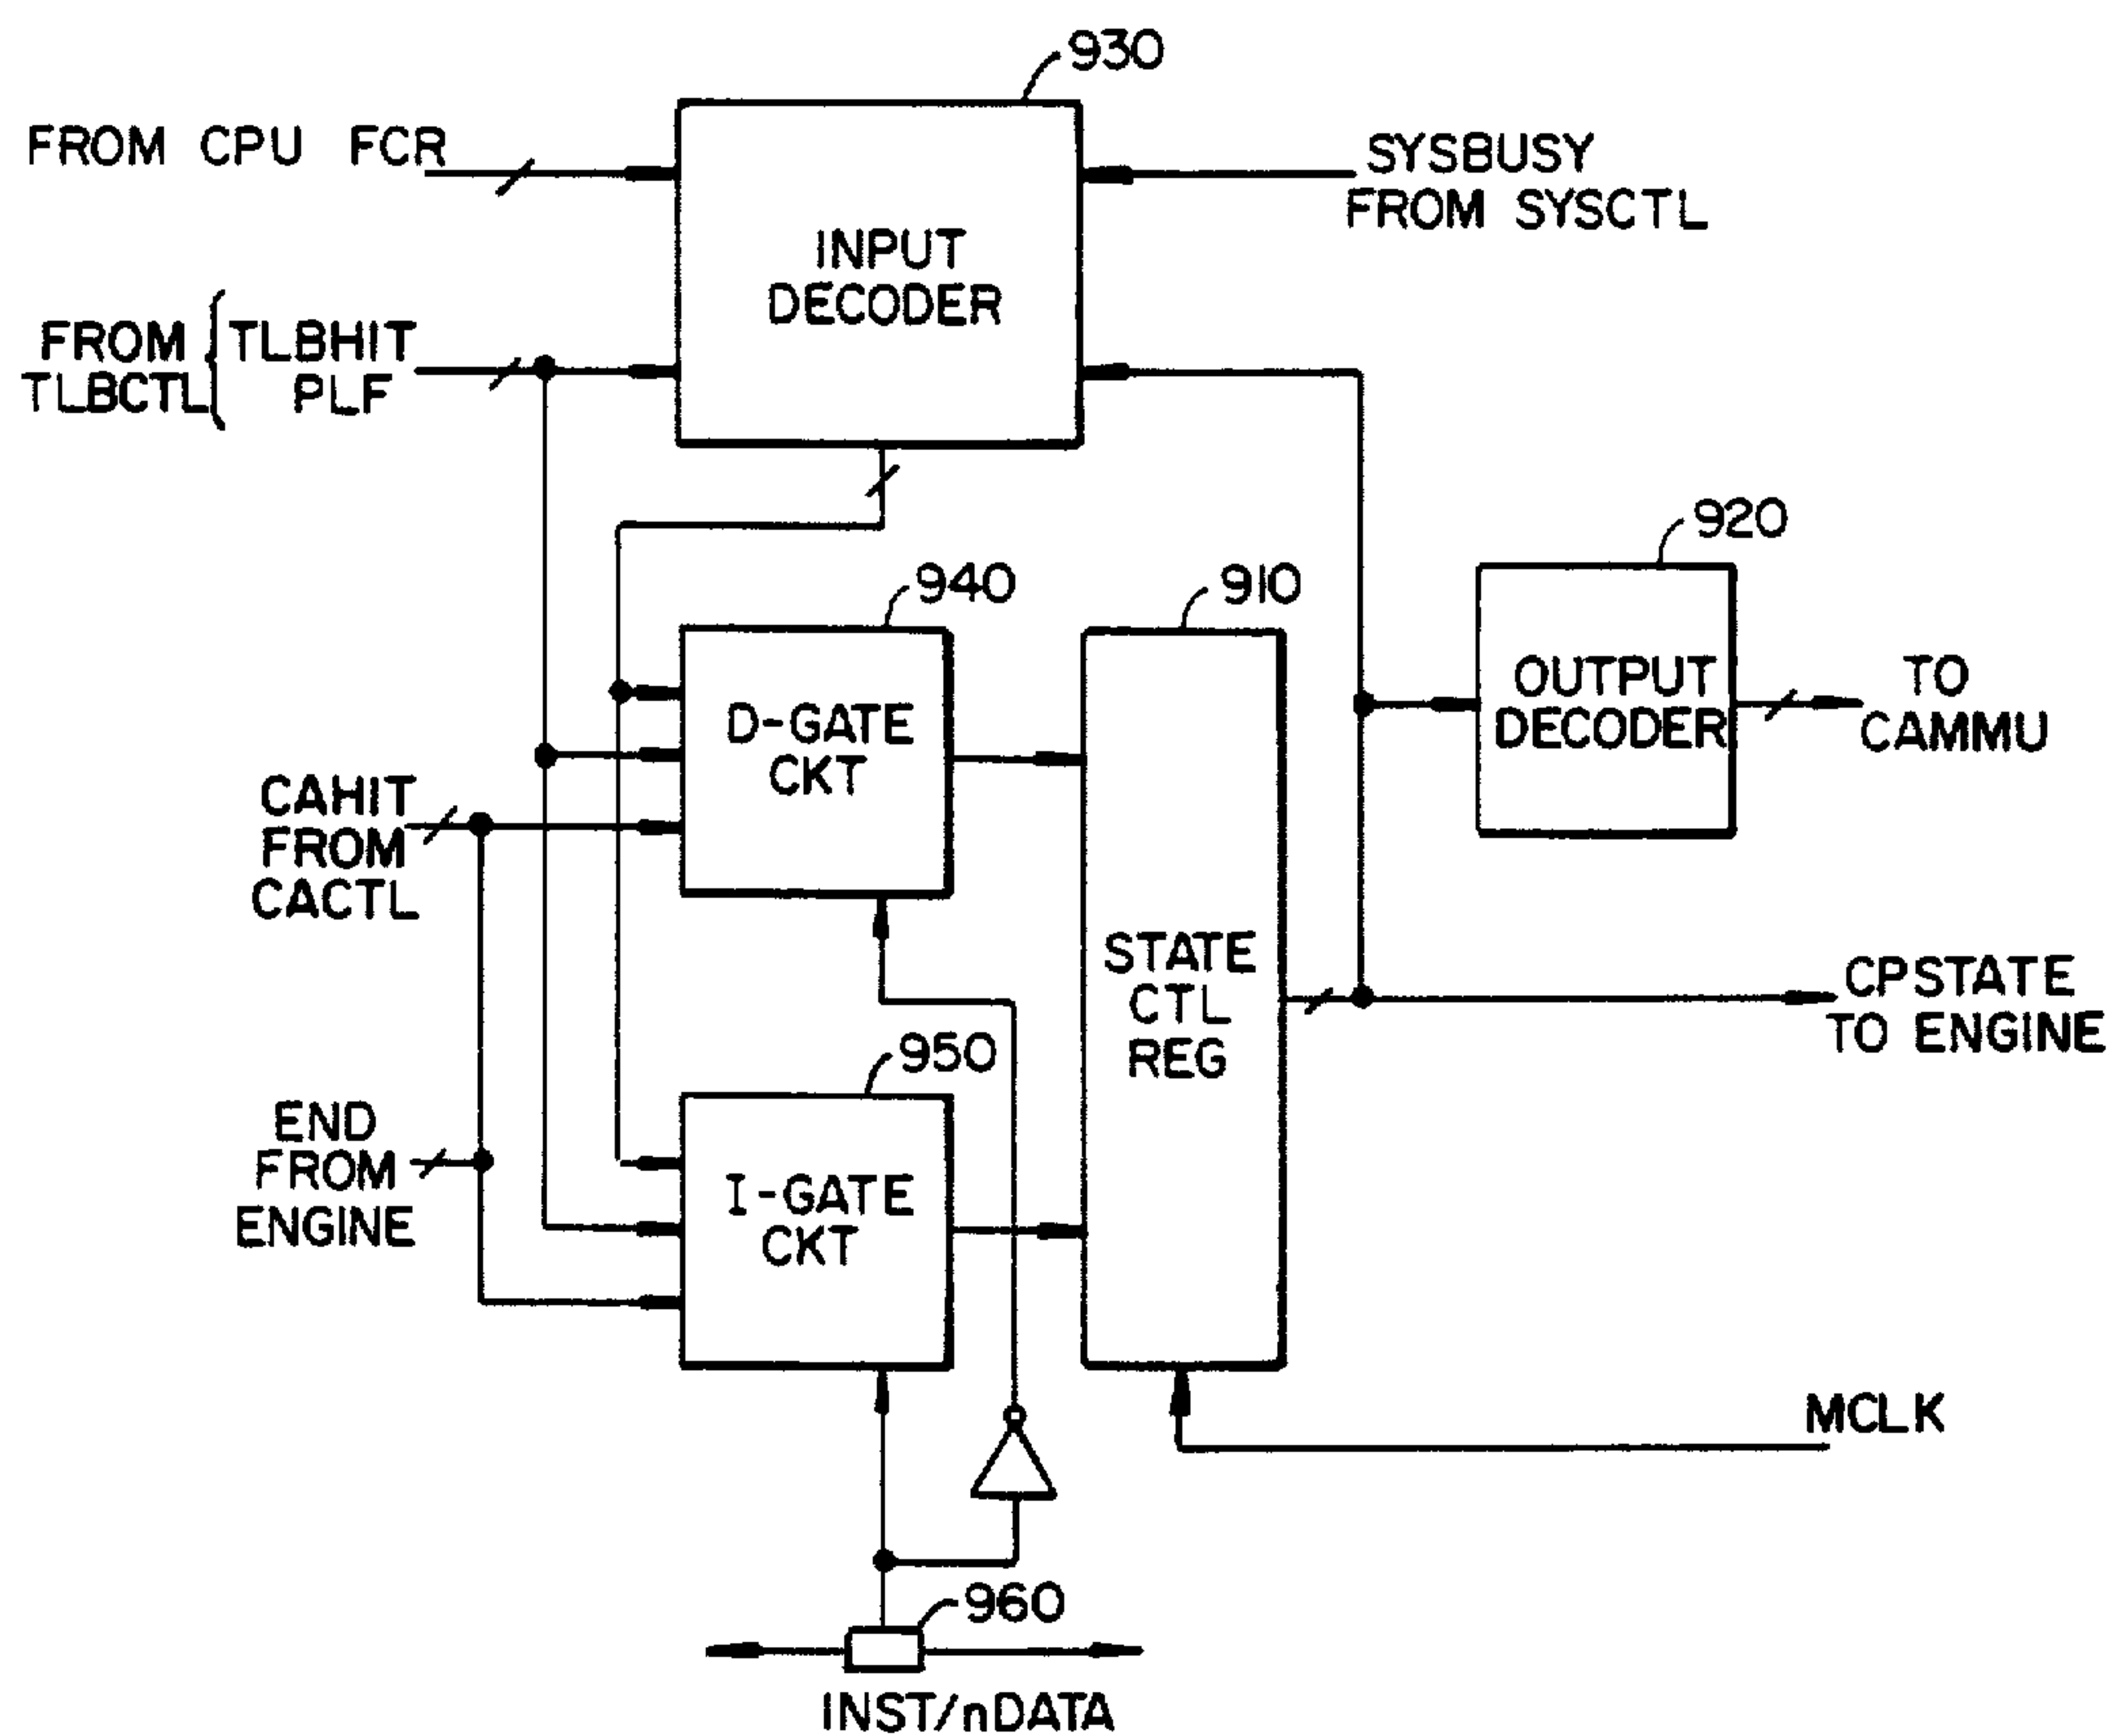 930
FROM CPU FCR
SYSBUSY
FROM SYSCTL
INPUT
DECODER
FROM TLBHIT
TLBCTL PLF
920
940
910
OUTPUT
DECODER
TO
CAMMU
D-GATE
CKT
CAHIT
FROM
CACTL
STATE
CTL
REG
CPSTATE
TO ENGINE
950
END
FROM
ENGINE
I-GATE
CKT
MCLK
960
INST/nDATA